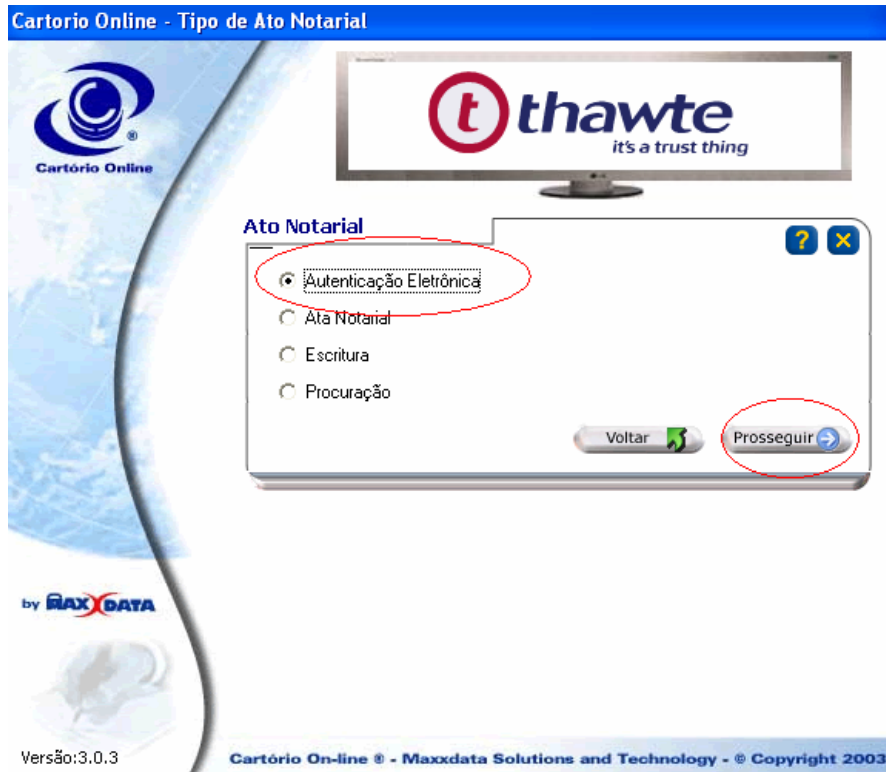 Cartorio Online - Tipo de Ato Notarial
t thawte
it's a trust thing
Cartório Online
Ato Notarial
Autenticação Eletrônica
Ata Notarial
Escritura
Procuração
Voltar
Prosseguir
by MAXXDATA
Versão:3.0.3
Cartório On-line ® - Maxxdata Solutions and Technology - © Copyright 2003